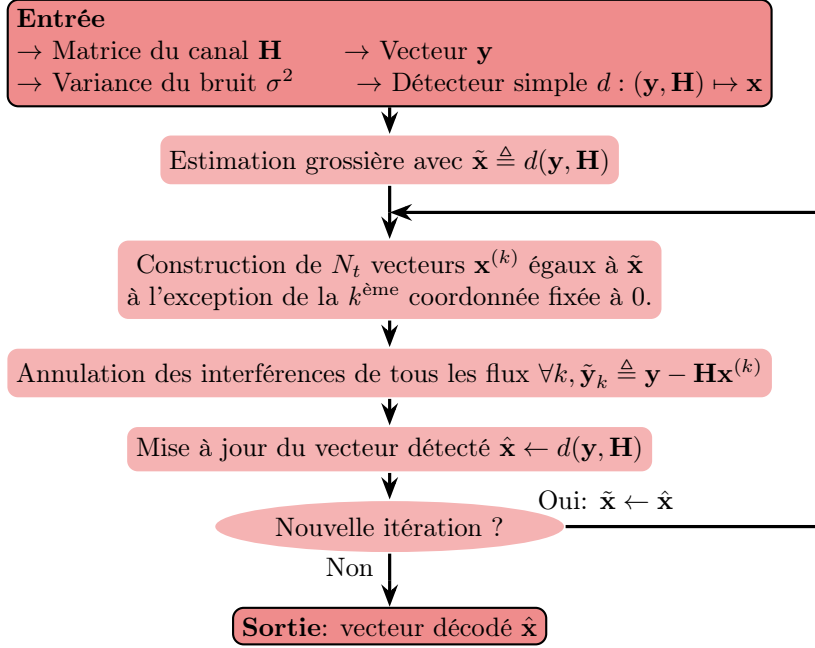 Entrée
→ Matrice du canal H → Vecteur y
→ Variance du bruit σ² → Détecteur simple d : (y, H) ↦ x
Estimation grossière avec x̃ ≜ d(y, H)
Construction de N_t vecteurs x^(k) égaux à x̃
à l'exception de la k^ème coordonnée fixée à 0.
Annulation des interférences de tous les flux ∀k, ỹ_k ≜ y − Hx^(k)
Mise à jour du vecteur détecté x̂ ← d(y, H)
Oui: x̃ ← x̂
Nouvelle itération ?
Non
Sortie: vecteur décodé x̂